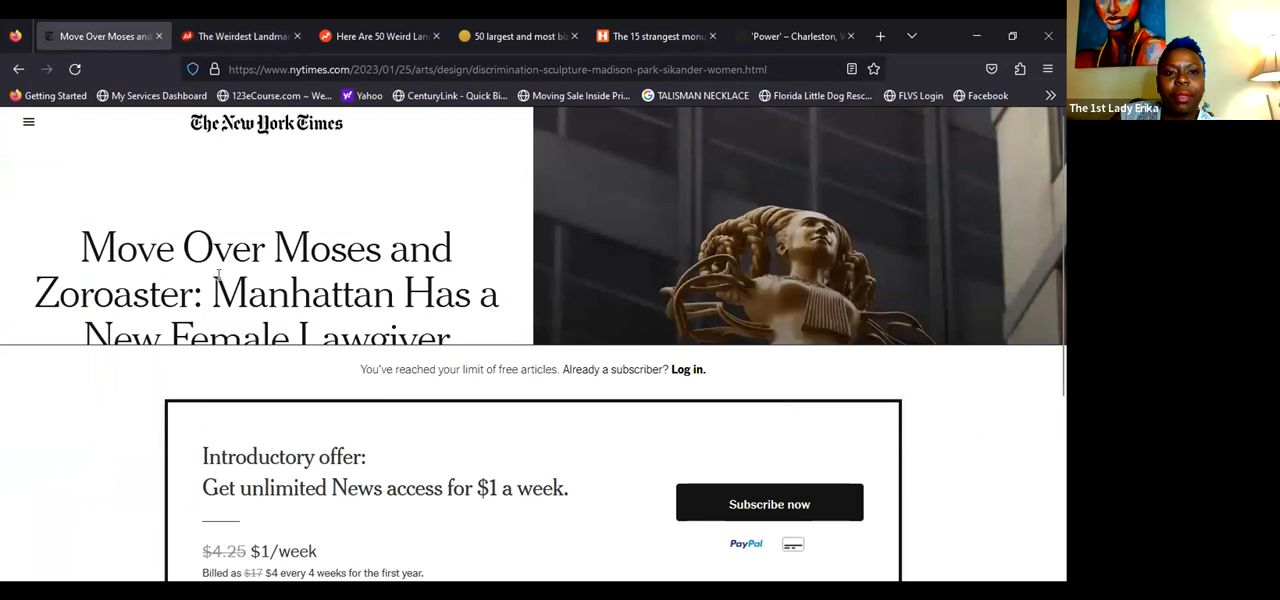 Move Over Moses and
The Weirdest Landmar
Here Are 50 Weird Lan
50 largest and most biz
The 15 strangest monu
'Power' – Charleston, W
https://www.nytimes.com/2023/01/25/arts/design/discrimination-sculpture-madison-park-sikander-women.html
Getting Started
My Services Dashboard
123eCourse.com ~ We...
Yahoo
CenturyLink - Quick Bi...
Moving Sale Inside Pri...
TALISMAN NECKLACE
Florida Little Dog Resc...
FLVS Login
Facebook
The 1st Lady Erika
The New York Times
Move Over Moses and
Zoroaster: Manhattan Has a
New Female Lawgiver
You've reached your limit of free articles. Already a subscriber? Log in.
Introductory offer:
Get unlimited News access for $1 a week.
Subscribe now
$4.25 $1/week
PayPal
Billed as $17 $4 every 4 weeks for the first year.